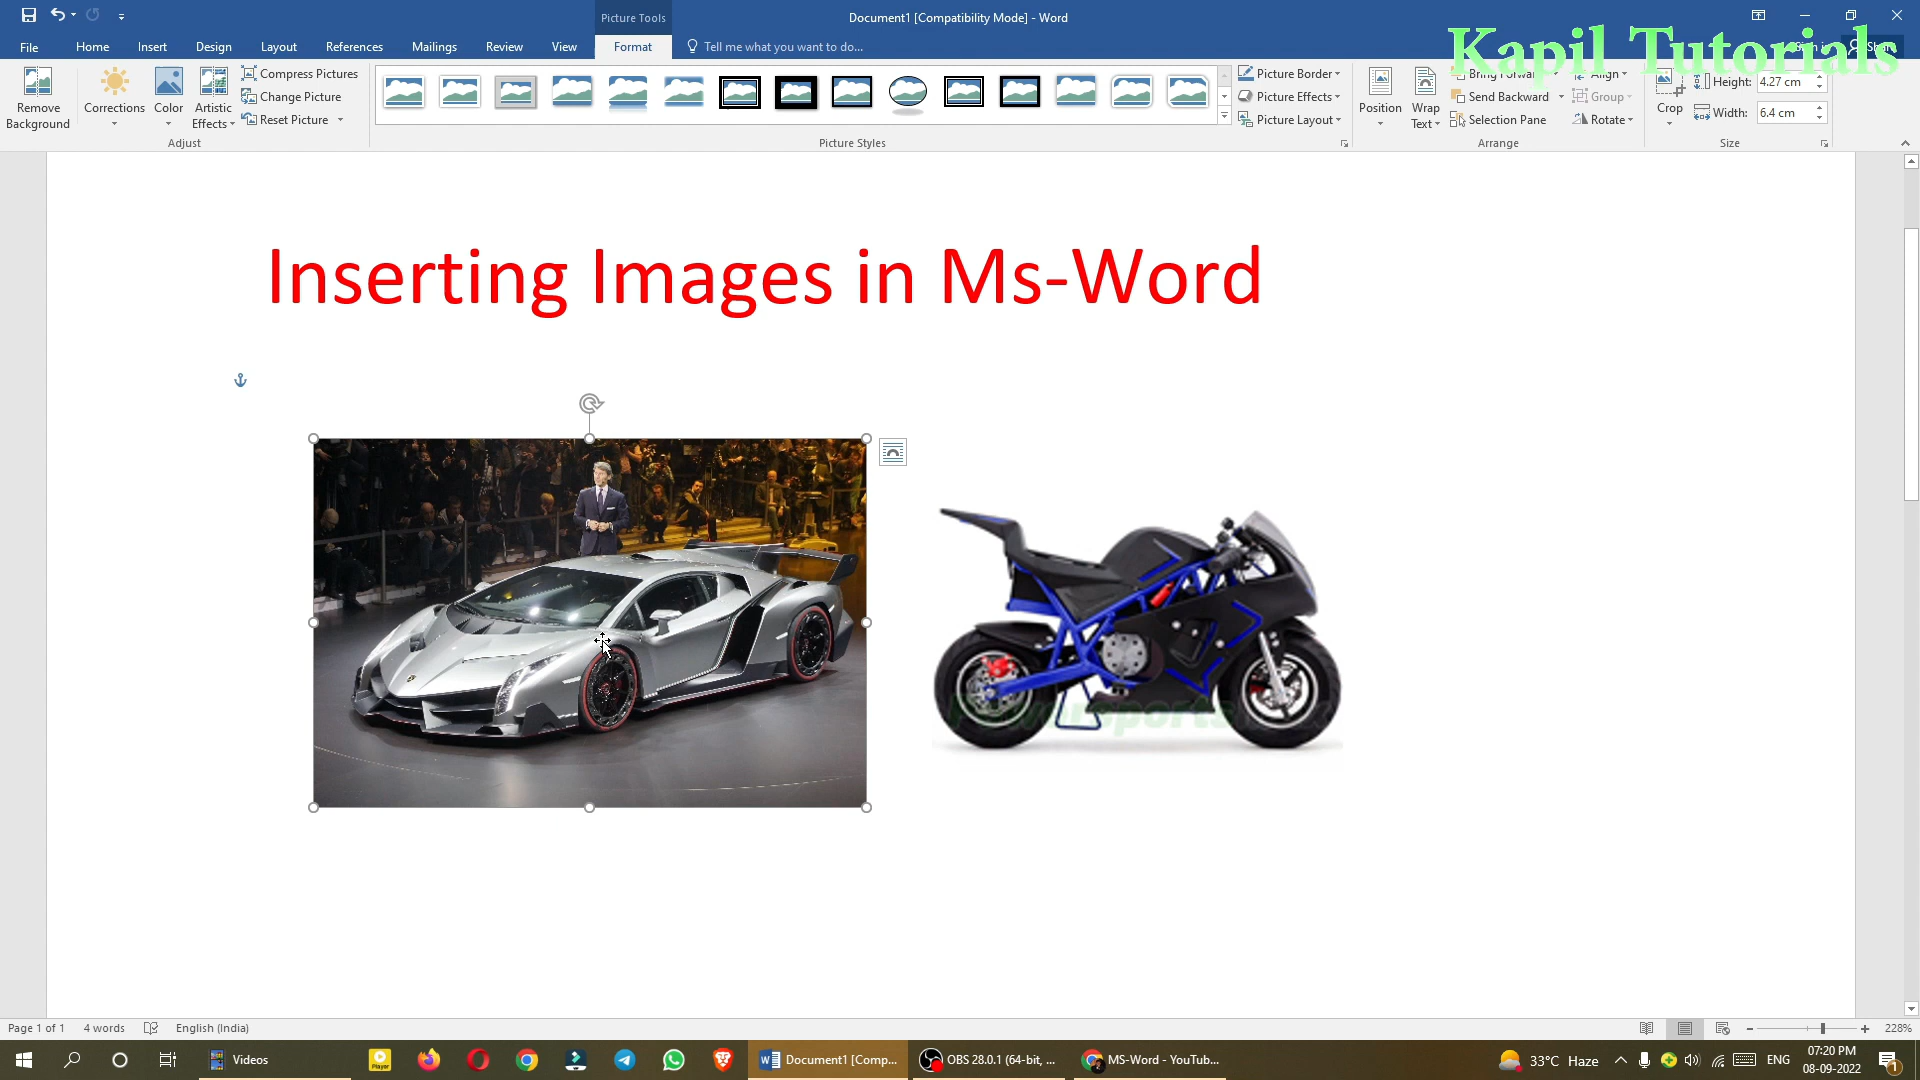 Picture Tools
Document1 [Compatibility Mode] - Word
File Home Insert Design Layout References Mailings Review View Format Tell me what you want to do...
Kapil Tutorials
Remove Background
Corrections
Color
Artistic Effects
Compress Pictures
Change Picture
Reset Picture
Adjust
Picture Styles
Picture Border
Picture Effects
Picture Layout
Position
Wrap Text
Bring Forward
Send Backward
Selection Pane
Align
Group
Rotate
Arrange
Crop
Height: 4.27 cm
Width: 6.4 cm
Size
Inserting Images in Ms-Word
Page 1 of 1 4 words English (India) 228%
Videos
Player
Document1 [Comp...
OBS 28.0.1 (64-bit, ...
MS-Word - YouTub...
33°C Haze
ENG
07:20 PM
08-09-2022
1